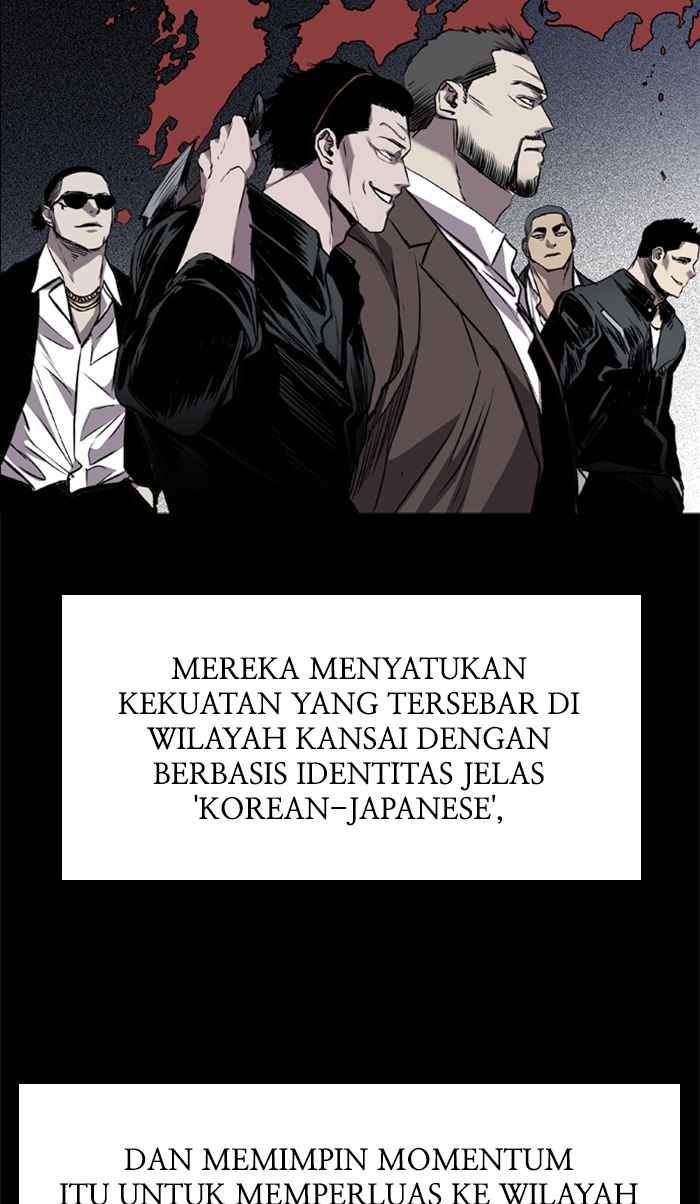 MEREKA MENYATUKAN
KEKUATAN YANG TERSEBAR DI
WILAYAH KANSAI DENGAN
BERBASIS IDENTITAS JELAS
'KOREAN-JAPANESE',
DAN MEMIMPIN MOMENTUM
ITU UNTUK MEMPERLUAS KE WILAYAH